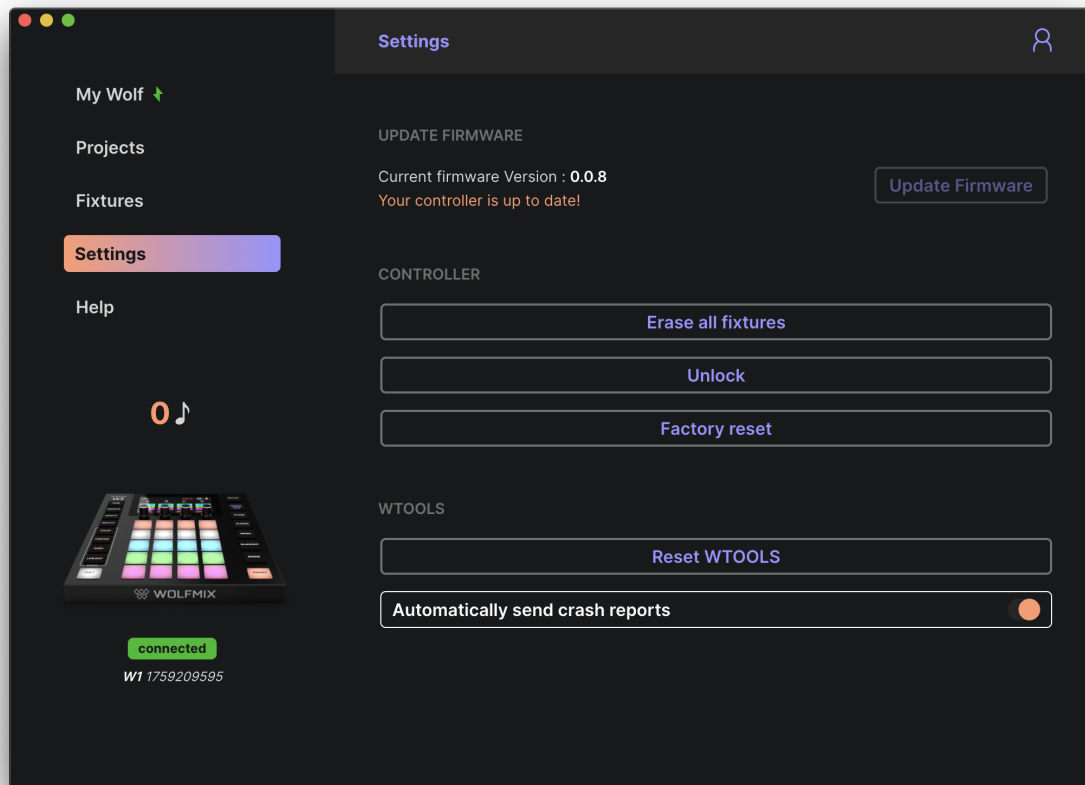 Settings
My Wolf
Projects
Fixtures
Settings
Help
0
WOLFMIX
connected
W1 1759209595
UPDATE FIRMWARE
Current firmware Version : 0.0.8
Your controller is up to date!
Update Firmware
CONTROLLER
Erase all fixtures
Unlock
Factory reset
WTOOLS
Reset WTOOLS
Automatically send crash reports